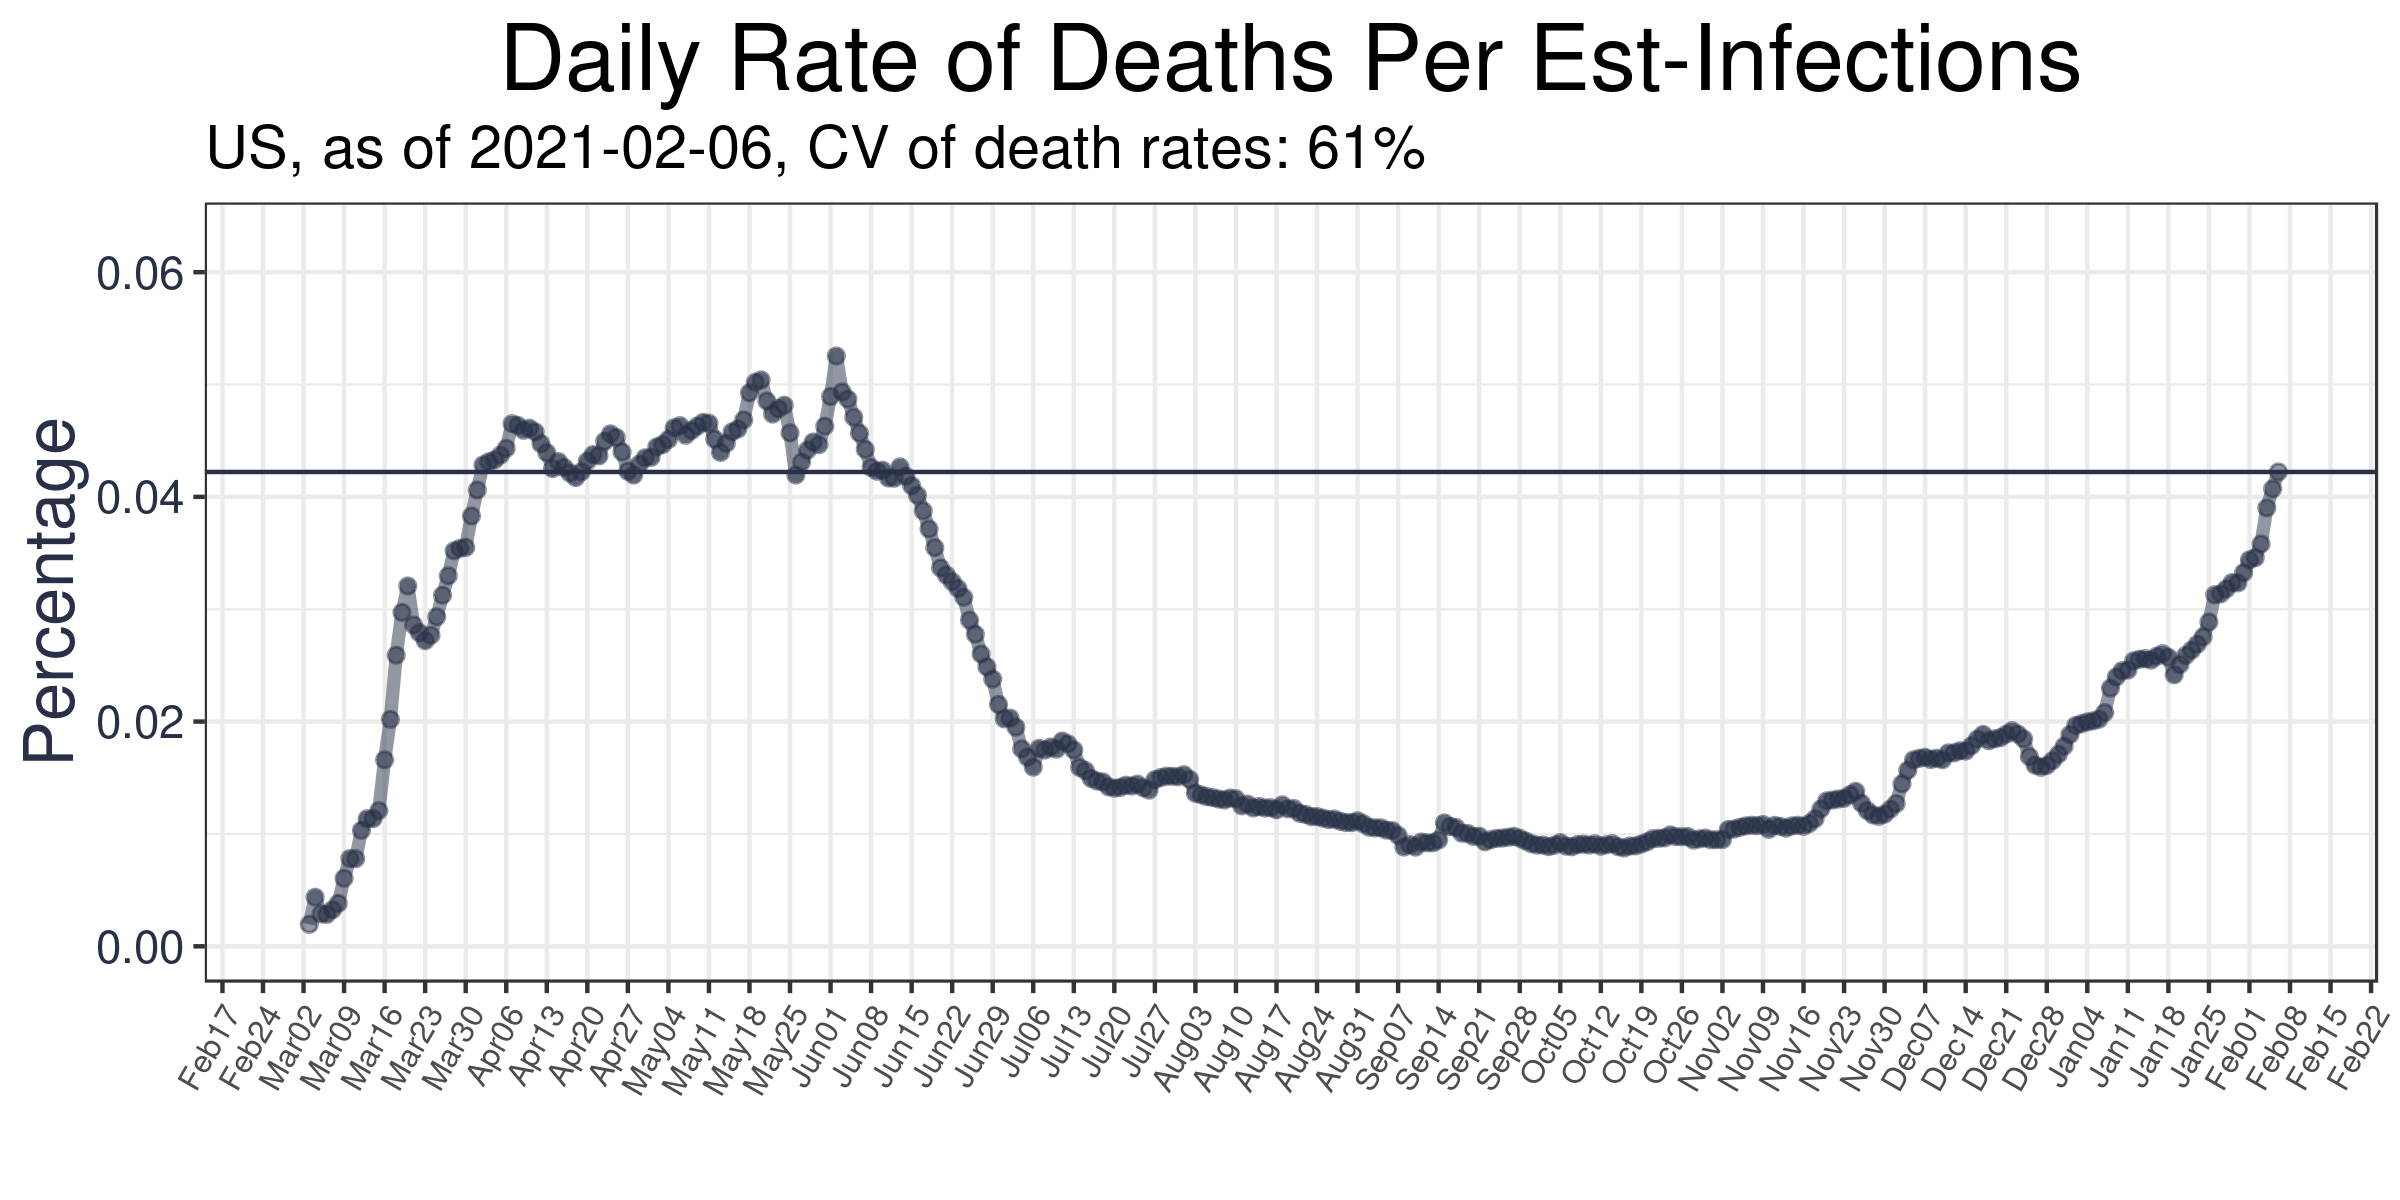 Daily Rate of Deaths Per Est-Infections
US, as of 2021-02-06, CV of death rates: 61%
Percentage
0.06
0.04
0.02
0.00
Feb17
Feb24
Mar02
Mar09
Mar16
Mar23
Mar30
Apr06
Apr13
Apr20
Apr27
May04
May11
May18
May25
Jun01
Jun08
Jun15
Jun22
Jun29
Jul06
Jul13
Jul20
Jul27
Aug03
Aug10
Aug17
Aug24
Aug31
Sep07
Sep14
Sep21
Sep28
Oct05
Oct12
Oct19
Oct26
Nov02
Nov09
Nov16
Nov23
Nov30
Dec07
Dec14
Dec21
Dec28
Jan04
Jan11
Jan18
Jan25
Feb01
Feb08
Feb15
Feb22